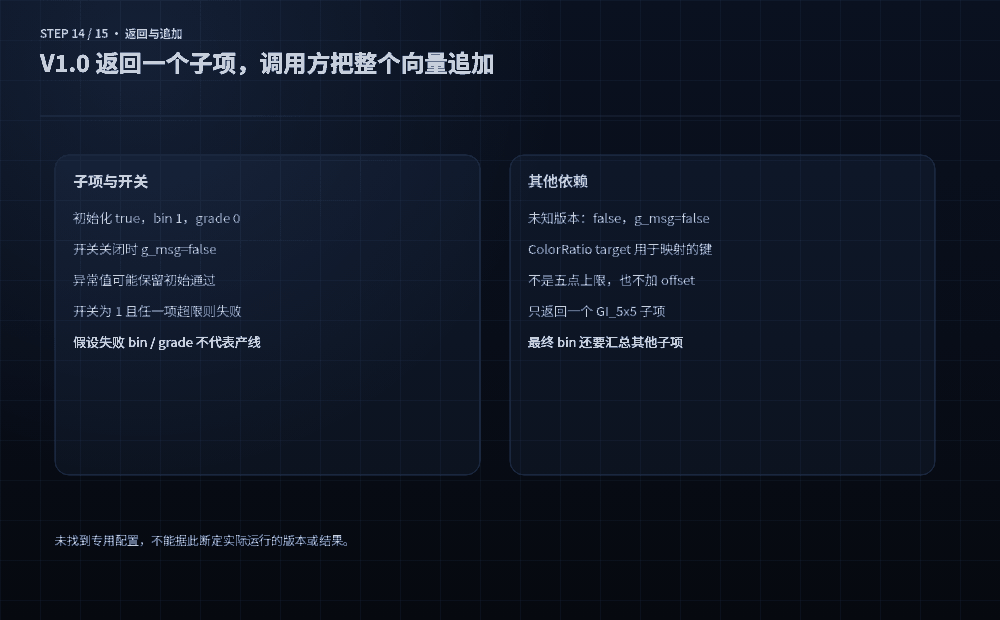 STEP 14 / 15 • 返回与追加
V1.0 返回一个子项，调用方把整个向量追加
子项与开关
初始化 true，bin 1，grade 0
开关关闭时 g_msg=false
异常值可能保留初始通过
开关为 1 且任一项超限则失败
假设失败 bin / grade 不代表产线
其他依赖
未知版本：false，g_msg=false
ColorRatio target 用于映射的键
不是五点上限，也不加 offset
只返回一个 GI_5x5 子项
最终 bin 还要汇总其他子项
未找到专用配置，不能据此断定实际运行的版本或结果。